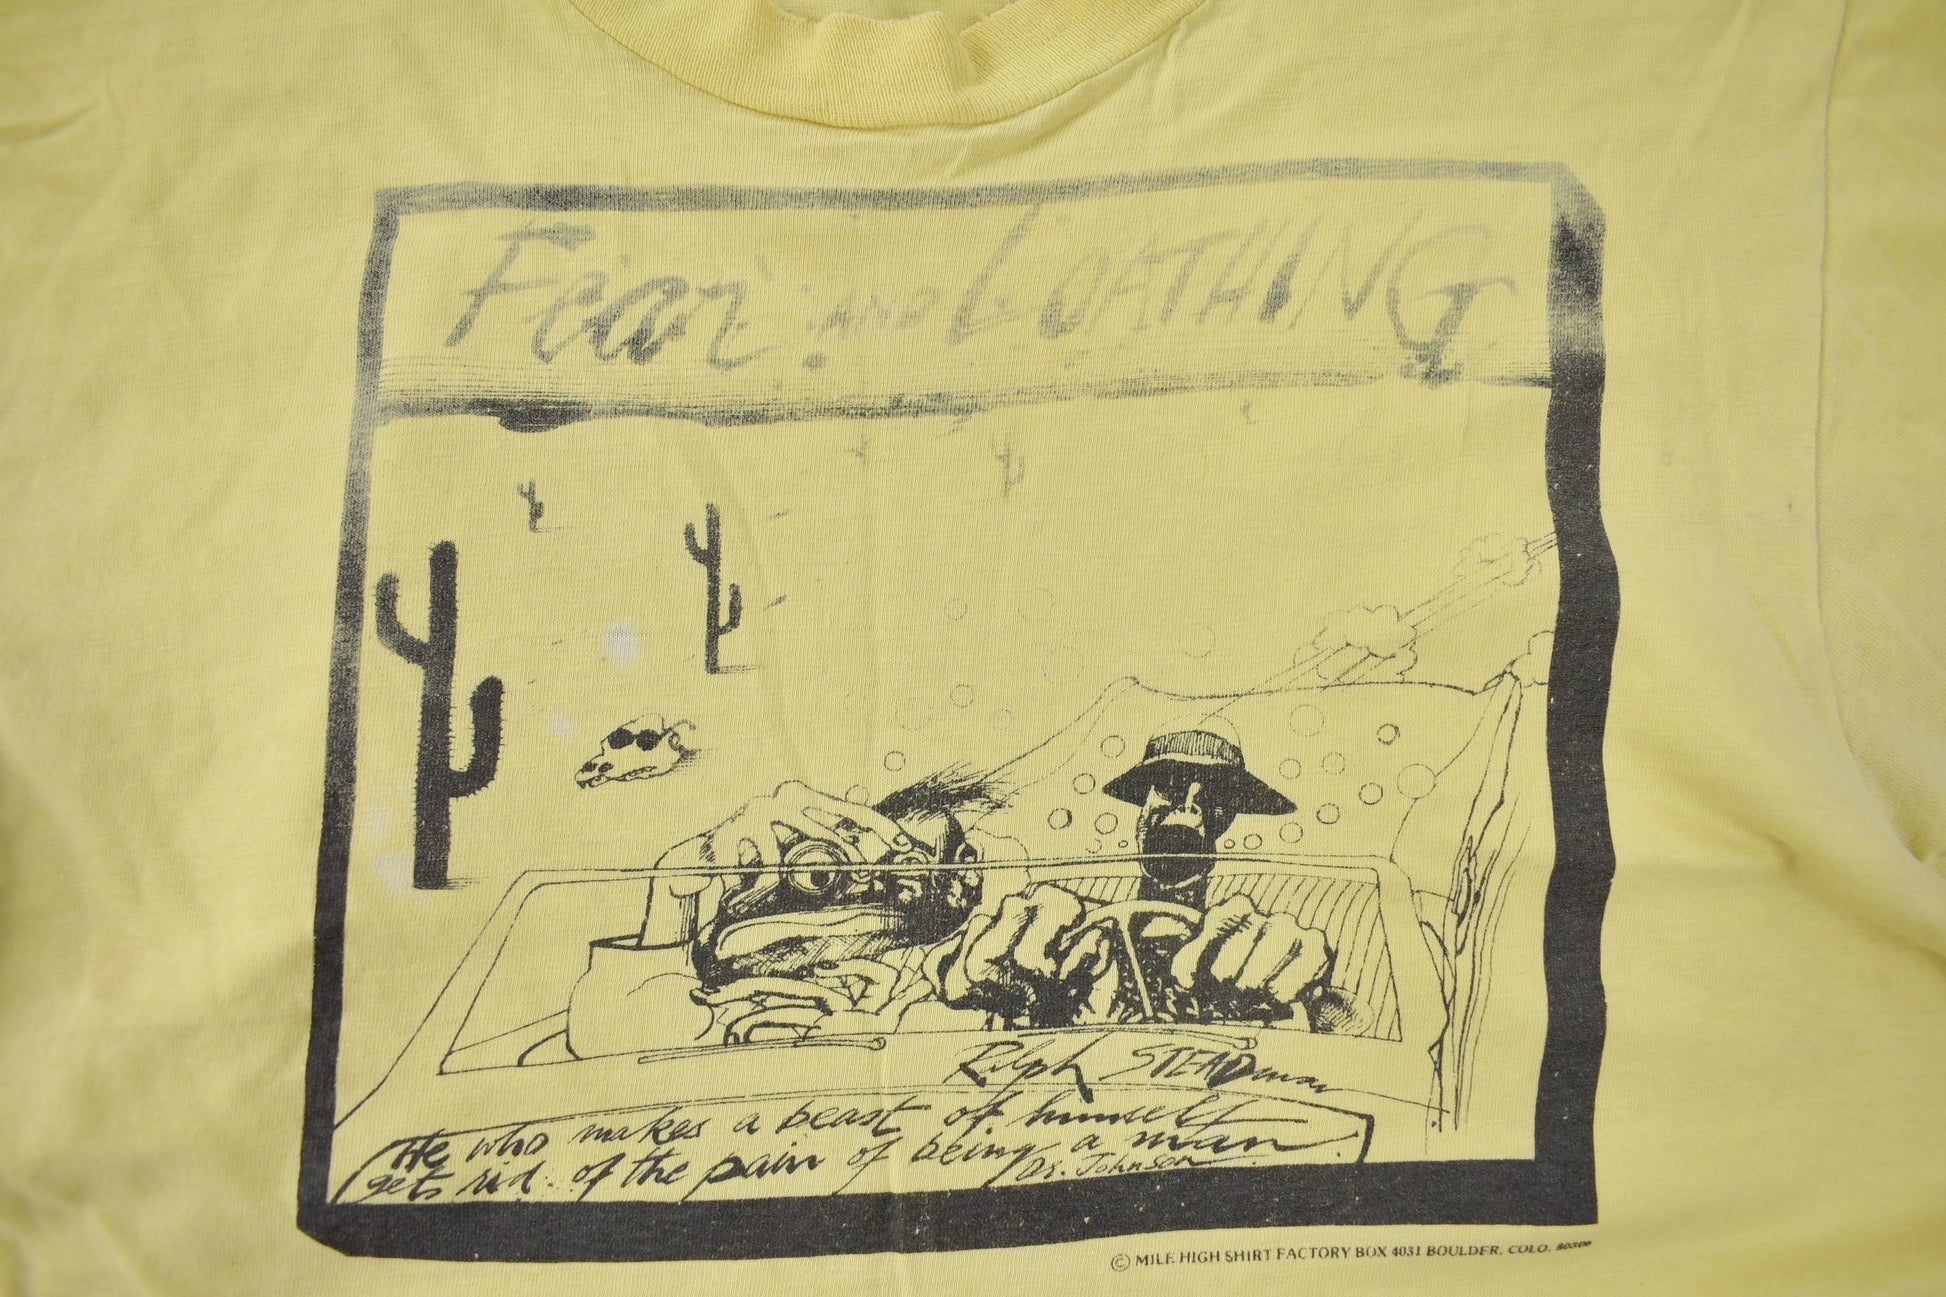 Fear and LOATHING
Ralph STEADman
He who makes a beast of himself
gets rid of the pain of being a man
Dr. Johnson
© MILE HIGH SHIRT FACTORY BOX 4031 BOULDER, COLO. 80306